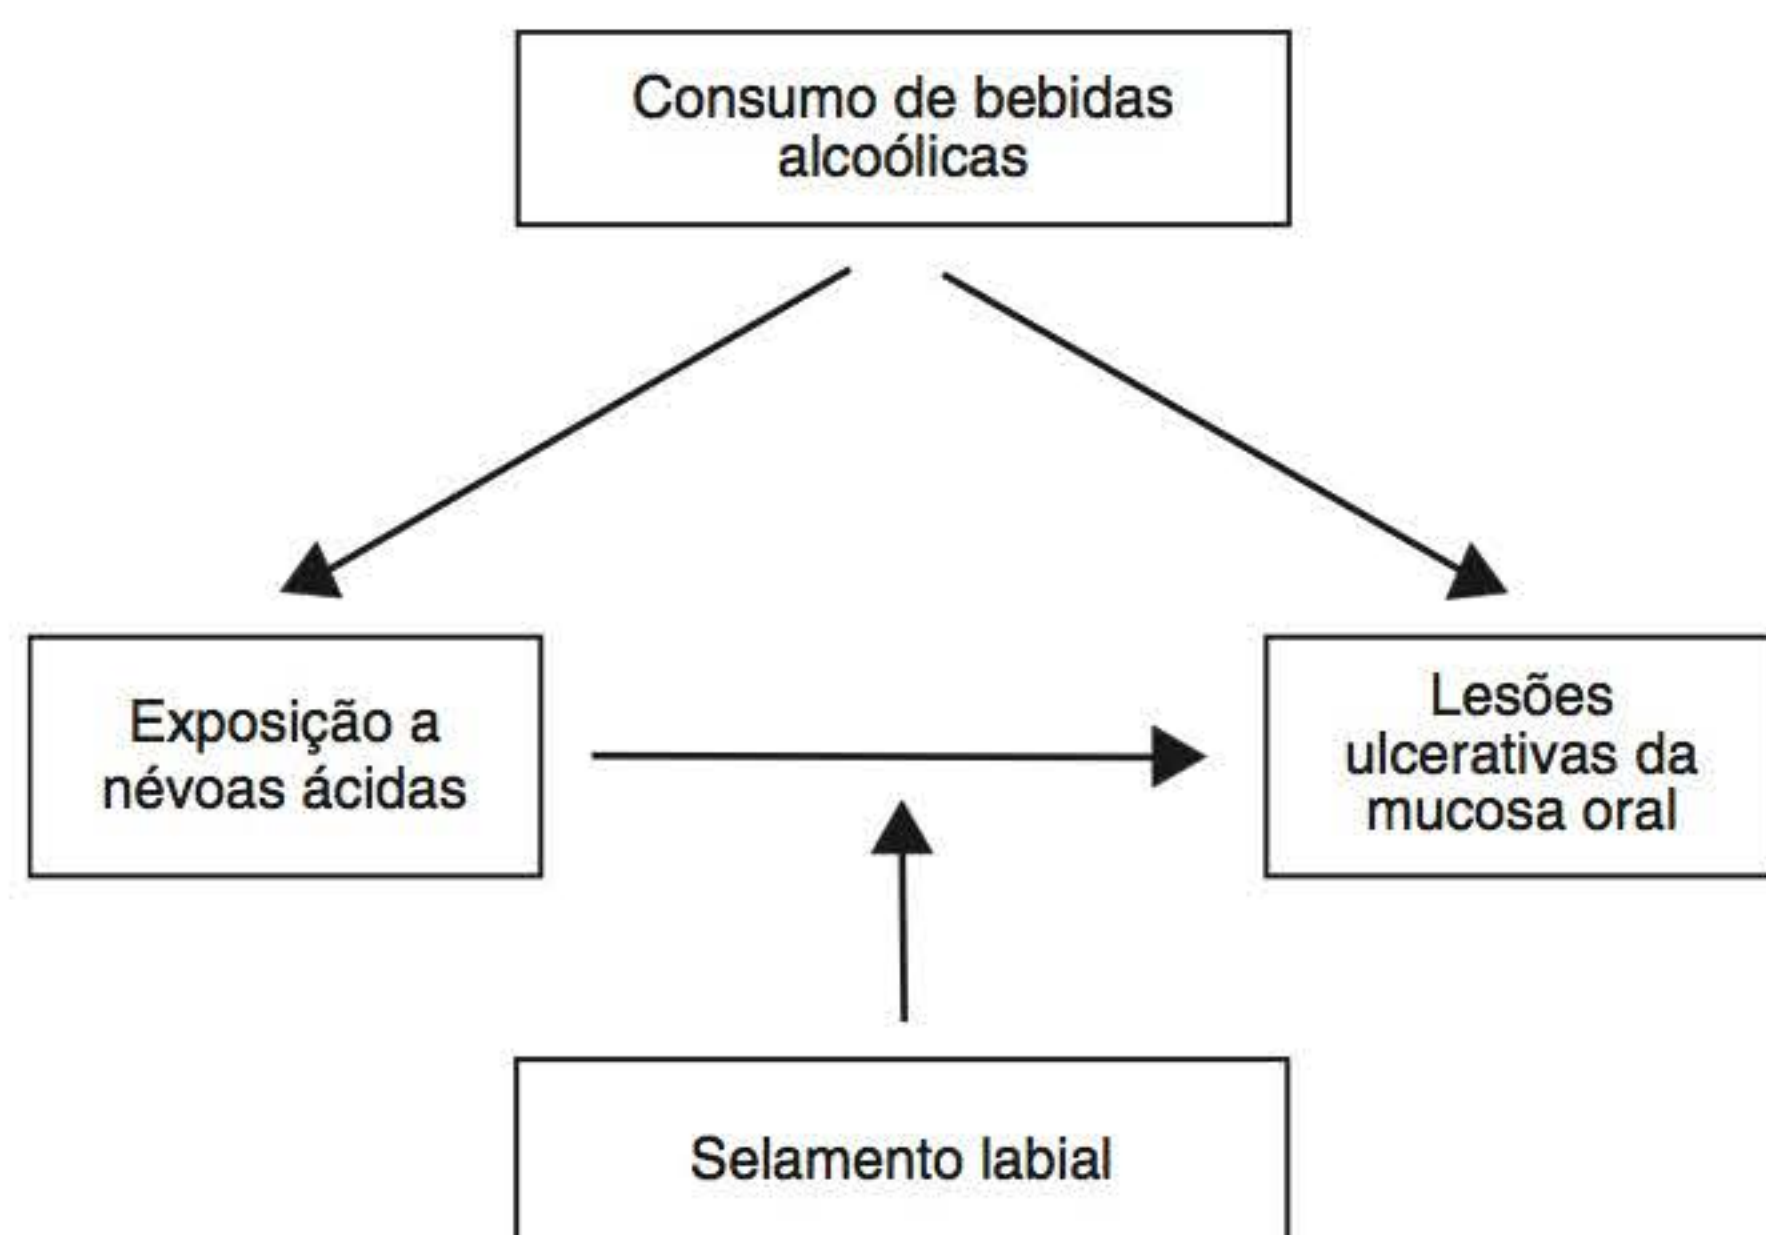 Consumo de bebidas
alcoólicas
Exposição a
névoas ácidas
Lesões
ulcerativas da
mucosa oral
Selamento labial